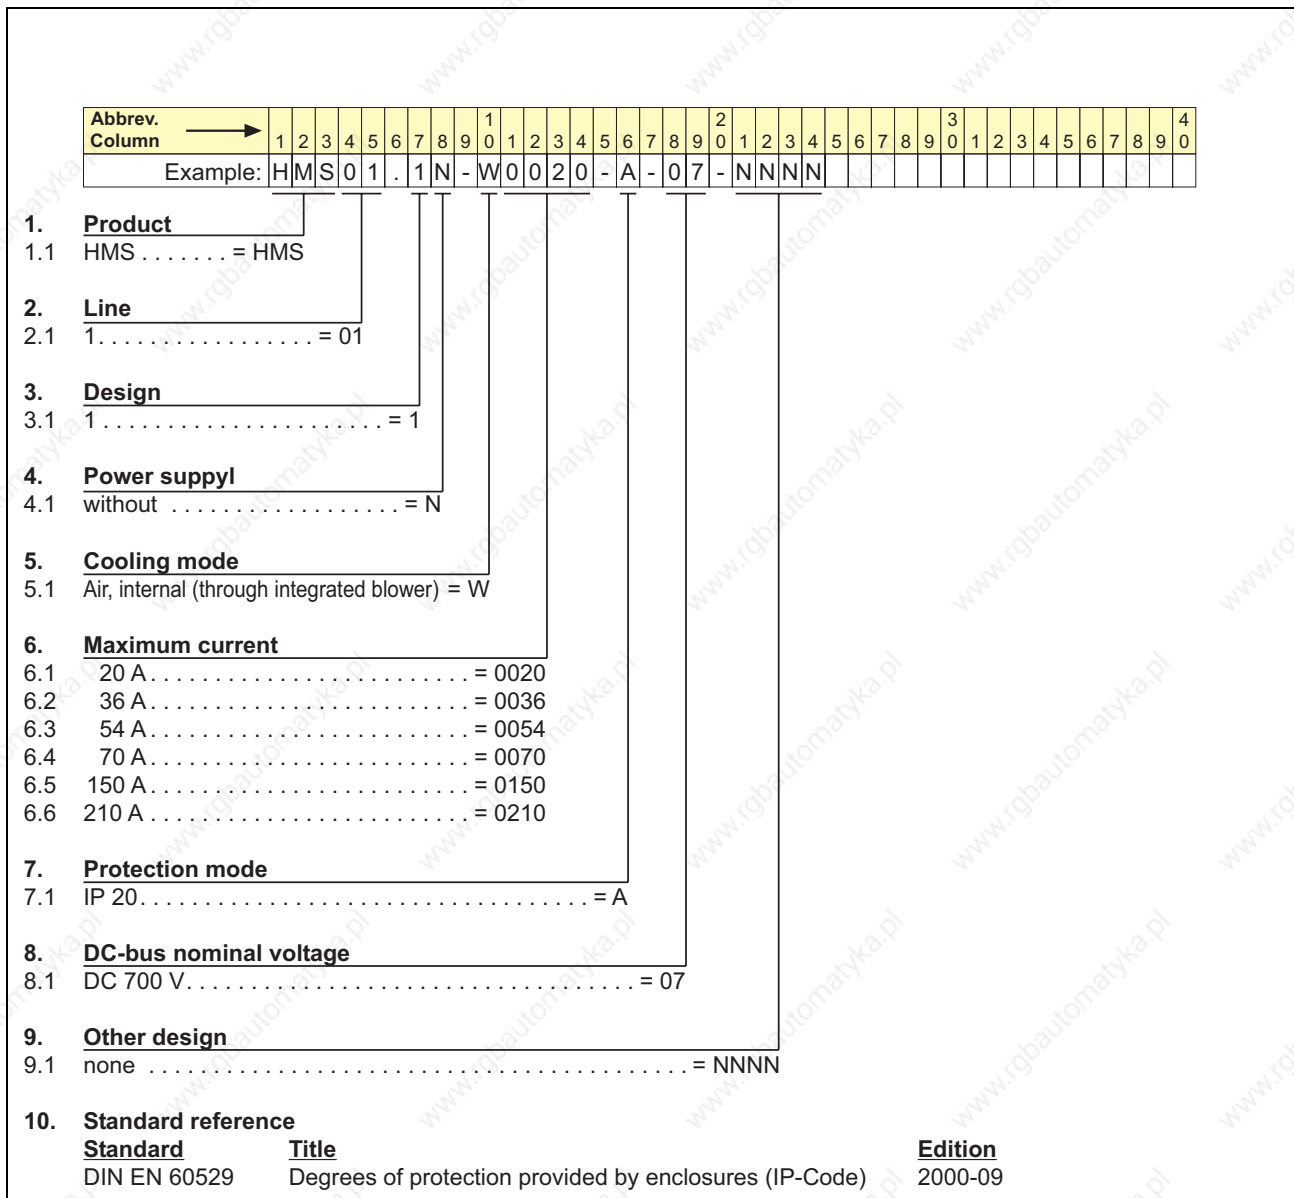 Abbrev. 1 2 3 4
Column 1 2 3 4 5 6 7 8 9 0 1 2 3 4 5 6 7 8 9 0 1 2 3 4 5 6 7 8 9 0 1 2 3 4 5 6 7 8 9 0
Example: H M S 0 1 . 1 N - W 0 0 2 0 - A - 0 7 - N N N N
1. Product
1.1 HMS . . . . . . . = HMS
2. Line
2.1 1. . . . . . . . . . . . . . . . . = 01
3. Design
3.1 1 . . . . . . . . . . . . . . . . . . . . . . = 1
4. Power suppyl
4.1 without . . . . . . . . . . . . . . . . . . = N
5. Cooling mode
5.1 Air, internal (through integrated blower) = W
6. Maximum current
6.1 20 A . . . . . . . . . . . . . . . . . . . . . . . . . = 0020
6.2 36 A . . . . . . . . . . . . . . . . . . . . . . . . . = 0036
6.3 54 A . . . . . . . . . . . . . . . . . . . . . . . . . = 0054
6.4 70 A . . . . . . . . . . . . . . . . . . . . . . . . . = 0070
6.5 150 A . . . . . . . . . . . . . . . . . . . . . . . . . = 0150
6.6 210 A . . . . . . . . . . . . . . . . . . . . . . . . . = 0210
7. Protection mode
7.1 IP 20. . . . . . . . . . . . . . . . . . . . . . . . . . . . . . . . . . . = A
8. DC-bus nominal voltage
8.1 DC 700 V. . . . . . . . . . . . . . . . . . . . . . . . . . . . . . . . . . . = 07
9. Other design
9.1 none . . . . . . . . . . . . . . . . . . . . . . . . . . . . . . . . . . . . . . . . . . = NNNN
10. Standard reference
Standard Title Edition
DIN EN 60529 Degrees of protection provided by enclosures (IP-Code) 2000-09
www.rgbautomatyka.pl